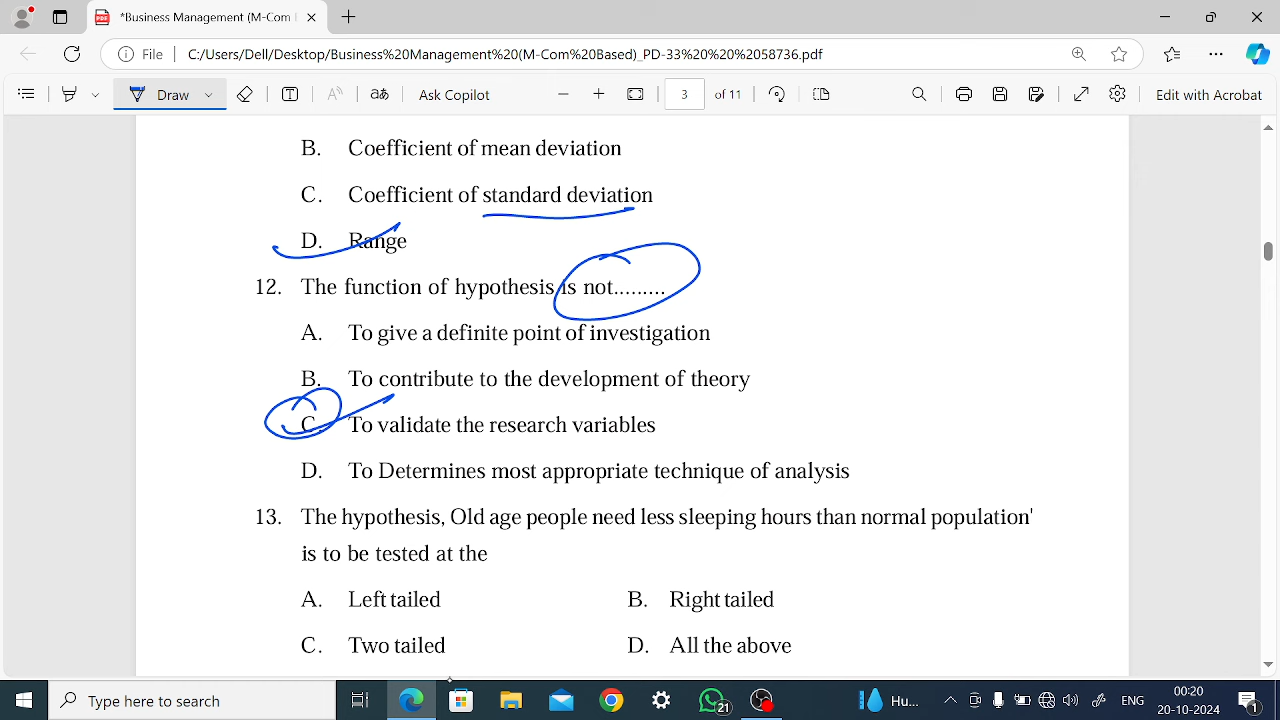 *Business Management (M-Com
File
C:/Users/Dell/Desktop/Business%20Management%20(M-Com%20Based)_PD-33%20%20%2058736.pdf
Draw
Ask Copilot
3 of 11
Edit with Acrobat
B. Coefficient of mean deviation
C. Coefficient of standard deviation
D. Range
12. The function of hypothesis is not.........
A. To give a definite point of investigation
B. To contribute to the development of theory
C. To validate the research variables
D. To Determines most appropriate technique of analysis
13. The hypothesis, Old age people need less sleeping hours than normal population'
is to be tested at the
A. Left tailed B. Right tailed
C. Two tailed D. All the above
Type here to search
21
Hu...
ENG
00:20
20-10-2024
1